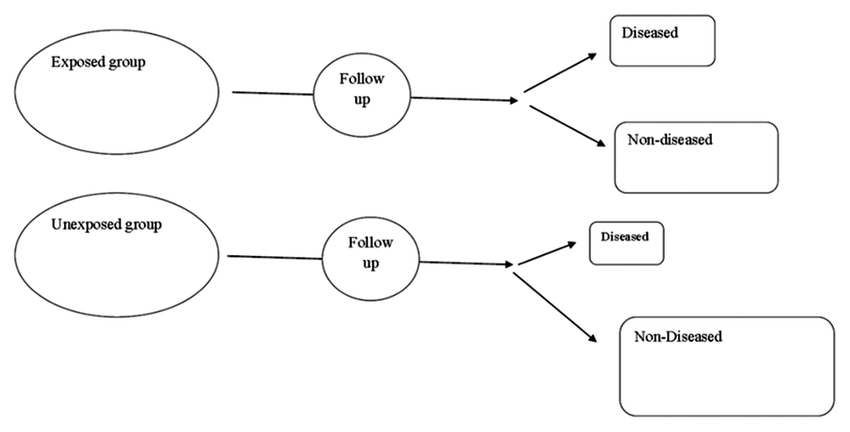 Exposed group
Follow
up
Diseased
Non-diseased
Unexposed group
Follow
up
Diseased
Non-Diseased